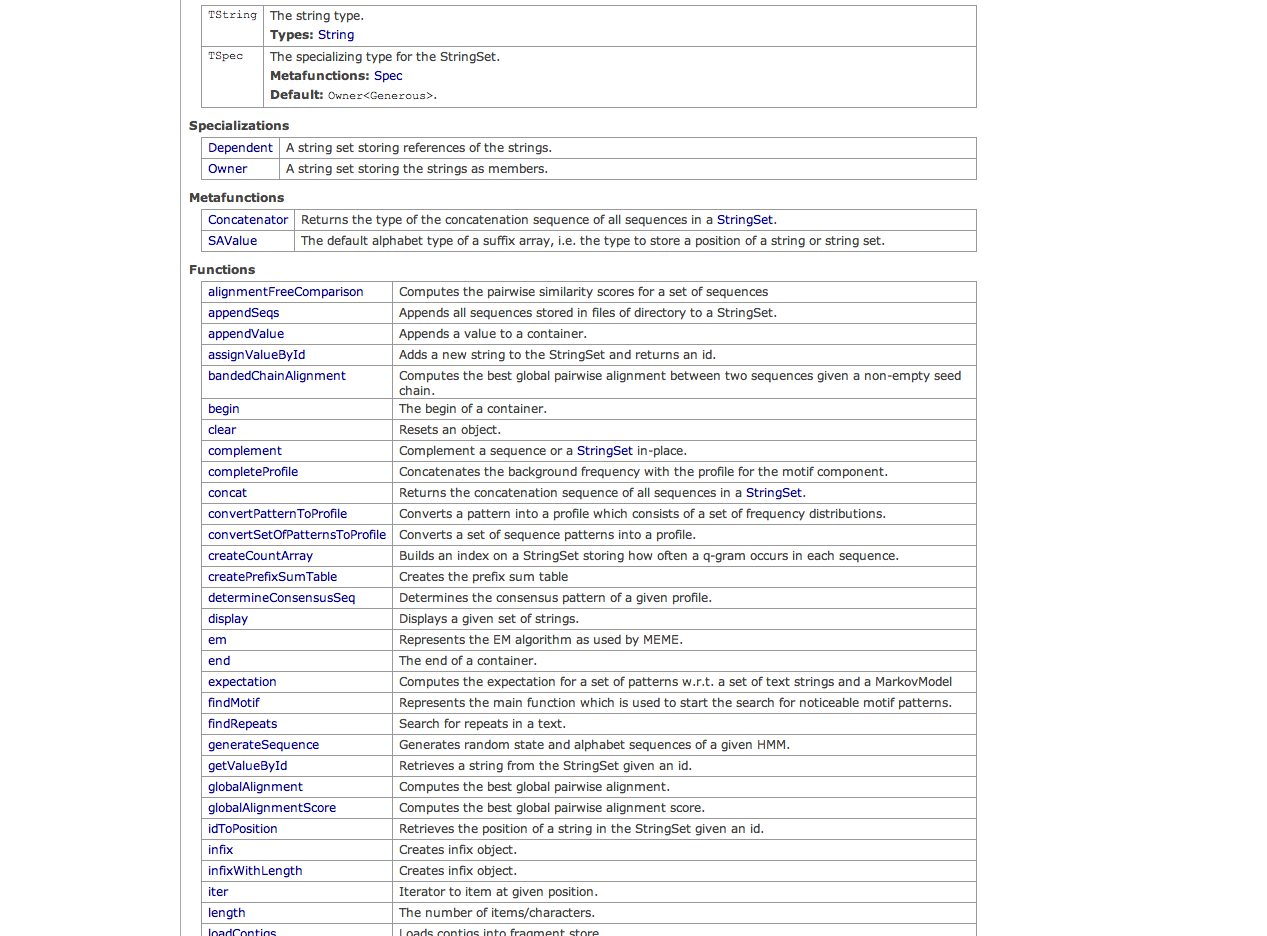 TString The string type.
Types: String
TSpec The specializing type for the StringSet.
Metafunctions: Spec
Default: Owner<Generous>.
Specializations
Dependent A string set storing references of the strings.
Owner A string set storing the strings as members.
Metafunctions
Concatenator Returns the type of the concatenation sequence of all sequences in a StringSet.
SAValue The default alphabet type of a suffix array, i.e. the type to store a position of a string or string set.
Functions
alignmentFreeComparison Computes the pairwise similarity scores for a set of sequences
appendSeqs Appends all sequences stored in files of directory to a StringSet.
appendValue Appends a value to a container.
assignValueById Adds a new string to the StringSet and returns an id.
bandedChainAlignment Computes the best global pairwise alignment between two sequences given a non-empty seed
chain.
begin The begin of a container.
clear Resets an object.
complement Complement a sequence or a StringSet in-place.
completeProfile Concatenates the background frequency with the profile for the motif component.
concat Returns the concatenation sequence of all sequences in a StringSet.
convertPatternToProfile Converts a pattern into a profile which consists of a set of frequency distributions.
convertSetOfPatternsToProfile Converts a set of sequence patterns into a profile.
createCountArray Builds an index on a StringSet storing how often a q-gram occurs in each sequence.
createPrefixSumTable Creates the prefix sum table
determineConsensusSeq Determines the consensus pattern of a given profile.
display Displays a given set of strings.
em Represents the EM algorithm as used by MEME.
end The end of a container.
expectation Computes the expectation for a set of patterns w.r.t. a set of text strings and a MarkovModel
findMotif Represents the main function which is used to start the search for noticeable motif patterns.
findRepeats Search for repeats in a text.
generateSequence Generates random state and alphabet sequences of a given HMM.
getValueById Retrieves a string from the StringSet given an id.
globalAlignment Computes the best global pairwise alignment.
globalAlignmentScore Computes the best global pairwise alignment score.
idToPosition Retrieves the position of a string in the StringSet given an id.
infix Creates infix object.
infixWithLength Creates infix object.
iter Iterator to item at given position.
length The number of items/characters.
loadContigs Loads contigs into fragment store.